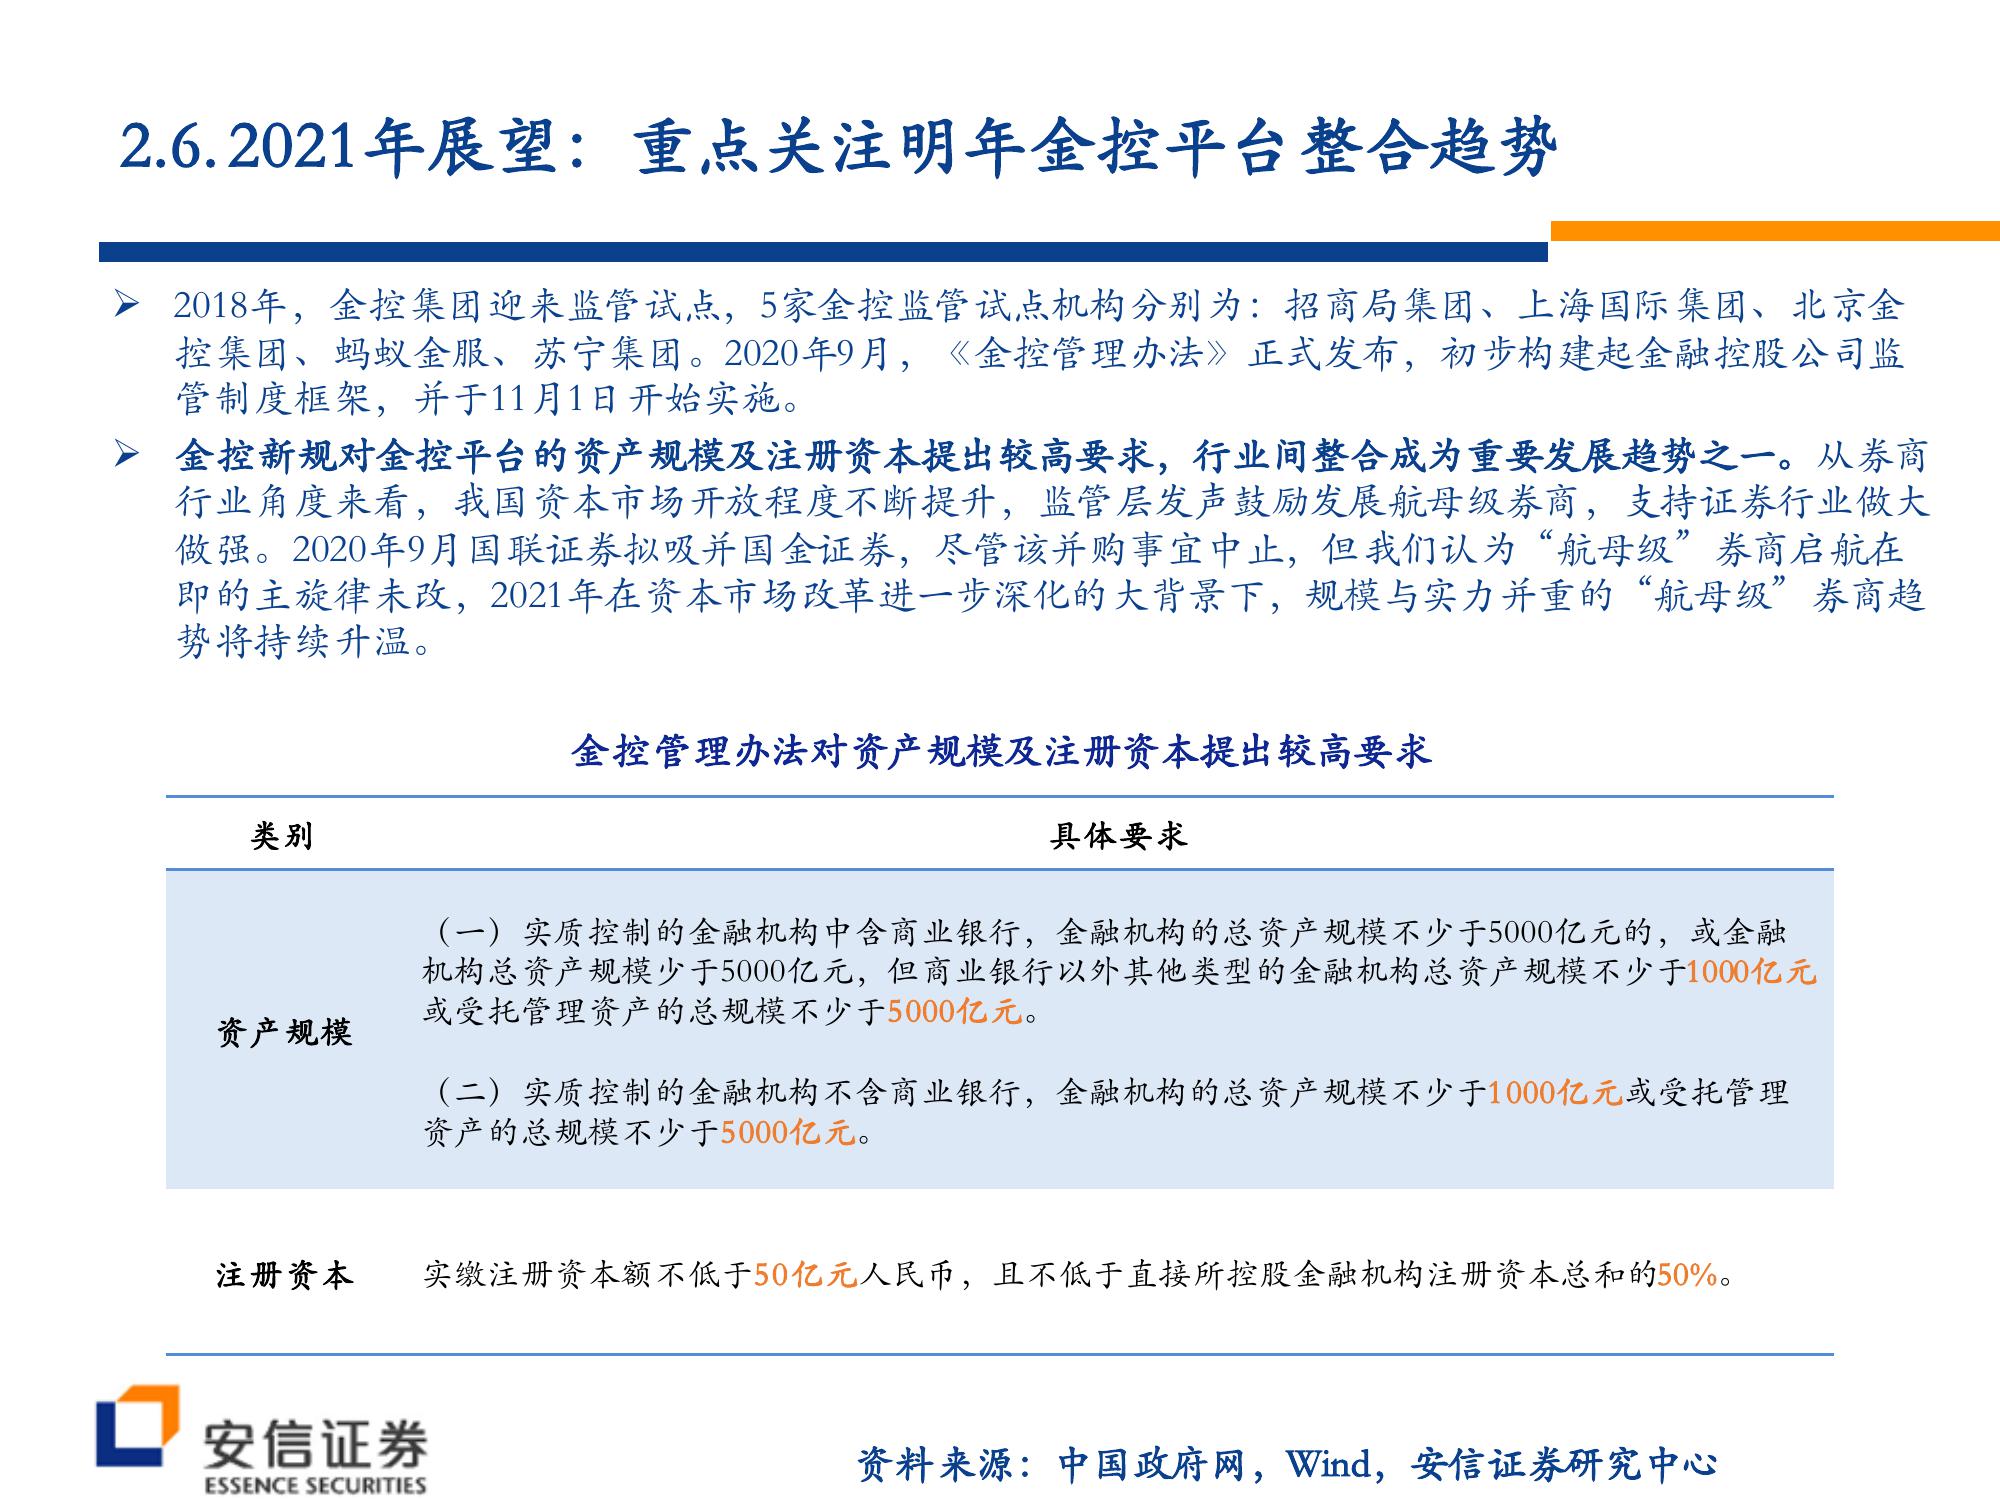 2.6.2021年展望：重点关注明年金控平台整合趋势
➢ 2018年，金控集团迎来监管试点，5家金控监管试点机构分别为：招商局集团、上海国际集团、北京金
控集团、蚂蚁金服、苏宁集团。2020年9月，《金控管理办法》正式发布，初步构建起金融控股公司监
管制度框架，并于11月1日开始实施。
➢ 金控新规对金控平台的资产规模及注册资本提出较高要求，行业间整合成为重要发展趋势之一。从券商
行业角度来看，我国资本市场开放程度不断提升，监管层发声鼓励发展航母级券商，支持证券行业做大
做强。2020年9月国联证券拟吸并国金证券，尽管该并购事宜中止，但我们认为“航母级”券商启航在
即的主旋律未改，2021年在资本市场改革进一步深化的大背景下，规模与实力并重的“航母级”券商趋
势将持续升温。
金控管理办法对资产规模及注册资本提出较高要求
类别 具体要求
资产规模
（一）实质控制的金融机构中含商业银行，金融机构的总资产规模不少于5000亿元的，或金融
机构总资产规模少于5000亿元，但商业银行以外其他类型的金融机构总资产规模不少于1000亿元
或受托管理资产的总规模不少于5000亿元。
（二）实质控制的金融机构不含商业银行，金融机构的总资产规模不少于1000亿元或受托管理
资产的总规模不少于5000亿元。
注册资本 实缴注册资本额不低于50亿元人民币，且不低于直接所控股金融机构注册资本总和的50%。
安信证券
ESSENCE SECURITIES
资料来源：中国政府网，Wind，安信证券研究中心